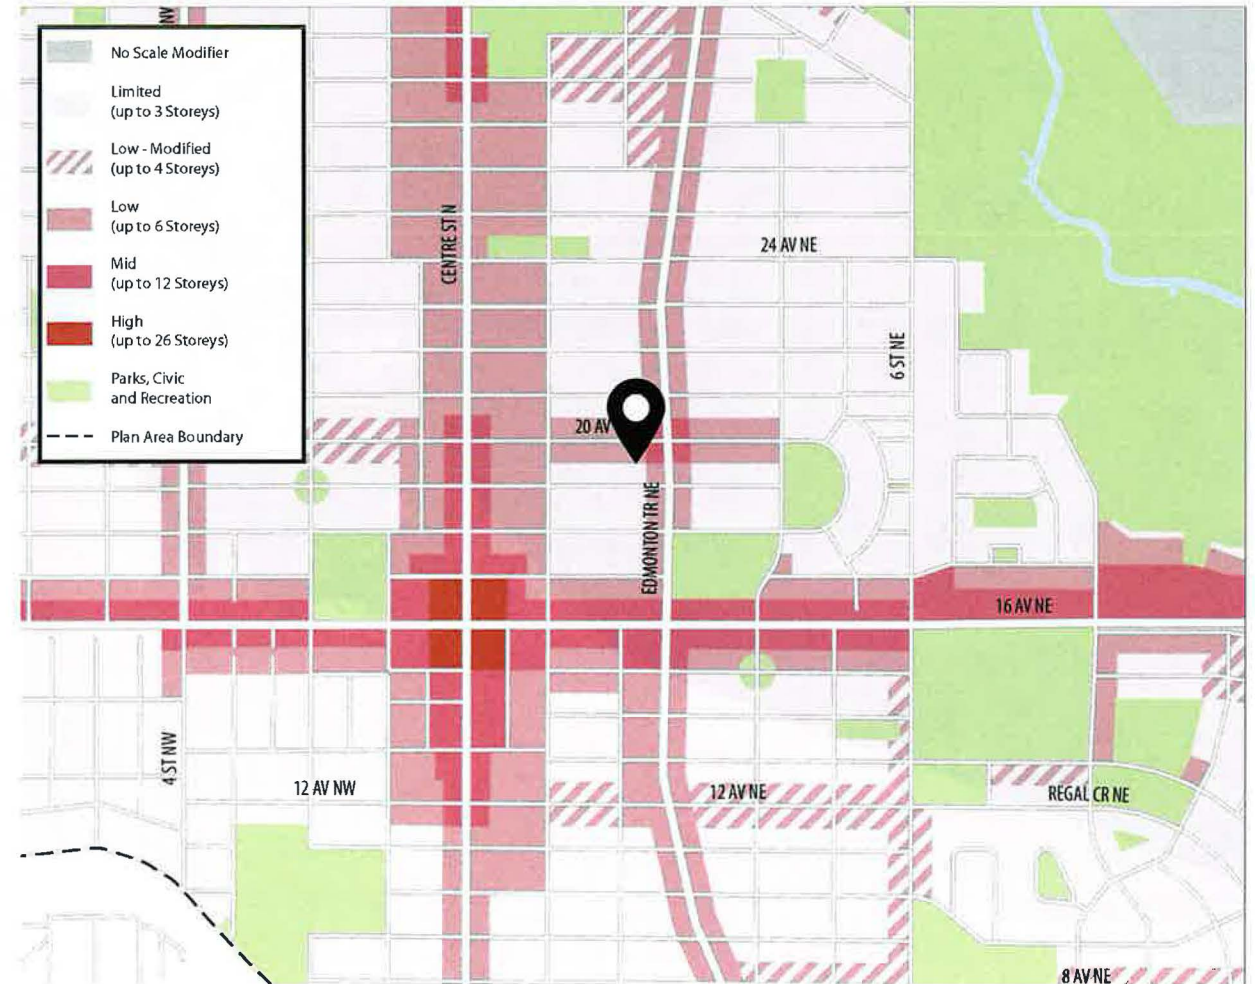 NW
No Scale Modifier
Limited
(up to 3 Storeys)
Low - Modified
(up to 4 Storeys)
Low
(up to 6 Storeys)
Mid
(up to 12 Storeys)
High
(up to 26 Storeys)
Parks, Civic
and Recreation
Plan Area Boundary
CENTRE ST N
24 AV NE
6 ST NE
20 AV
EDMONTON TR NE
16 AV NE
4 ST NW
12 AV NW
12 AV NE
REGAL CR NE
8 AV NE